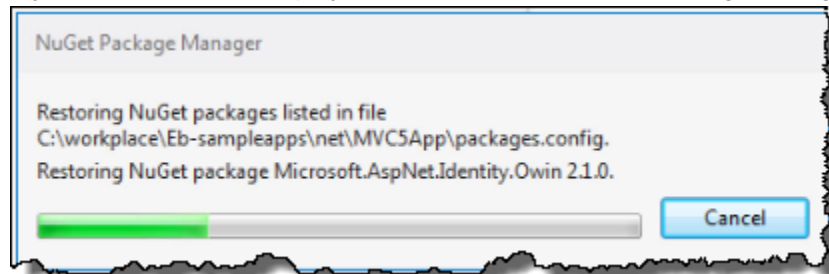 NuGet Package Manager
Restoring NuGet packages listed in file
C:\workplace\Eb-sampleapps\net\MVC5App\packages.config.
Restoring NuGet package Microsoft.AspNet.Identity.Owin 2.1.0.
Cancel